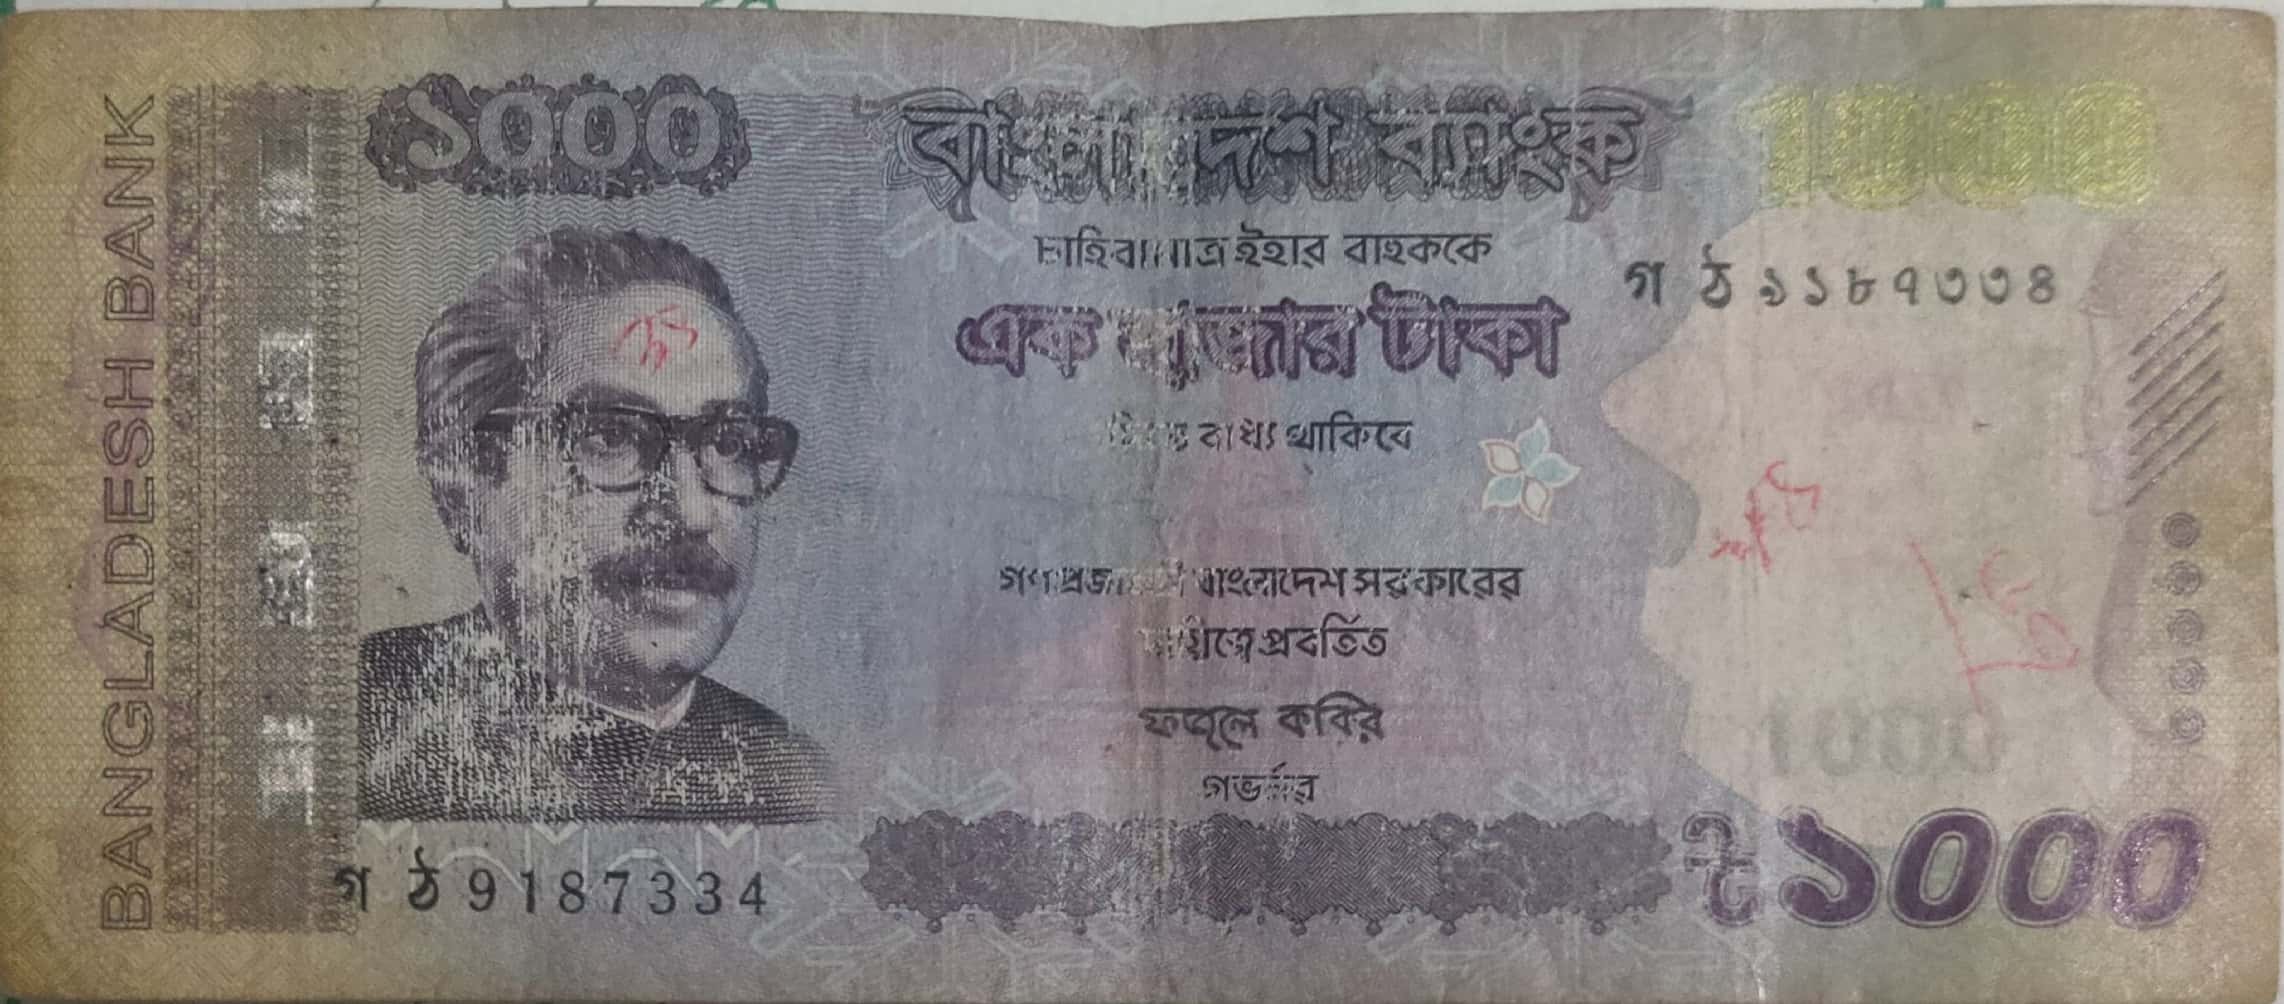 BANGLADESH BANK
১০০০
বাংলাদেশ ব্যাংক
1000
চাহিবামাত্র ইহার বাহককে
গ ঠ ৯১৮৭৩৩৪
এক হাজার টাকা
দিতে বাধ্য থাকিবে
গণপ্রজাতন্ত্রী বাংলাদেশ সরকারের
দায়িত্বে প্রবর্তিত
ফজলে কবির
গভর্নর
1000
গ ঠ 9187334
৳১০০০